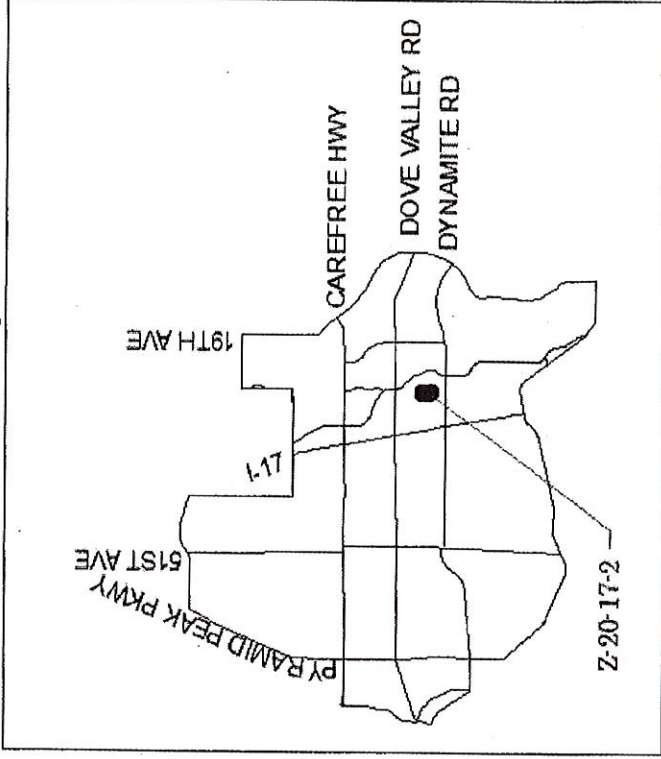 19TH AVE
CAREFREE HWY
DOVE VALLEY RD
DYNAMITE RD
I-17
51ST AVE
PYRAMID PEAK PKWY
Z-20-17-2